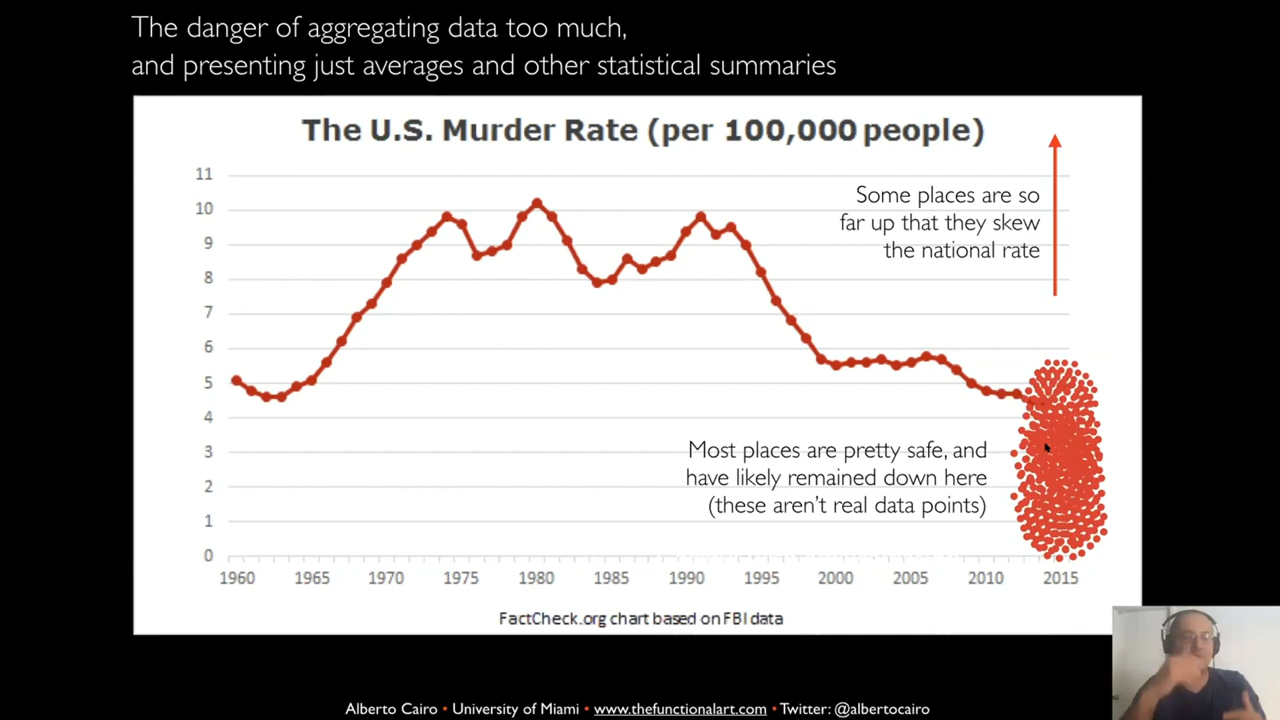 The danger of aggregating data too much,
and presenting just averages and other statistical summaries
The U.S. Murder Rate (per 100,000 people)
11
10
9
8
7
6
5
4
3
2
1
0
Some places are so
far up that they skew
the national rate
Most places are pretty safe, and
have likely remained down here
(these aren't real data points)
1960 1965 1970 1975 1980 1985 1990 1995 2000 2005 2010 2015
FactCheck.org chart based on FBI data
Alberto Cairo • University of Miami • www.thefunctionalart.com • Twitter: @albertocairo